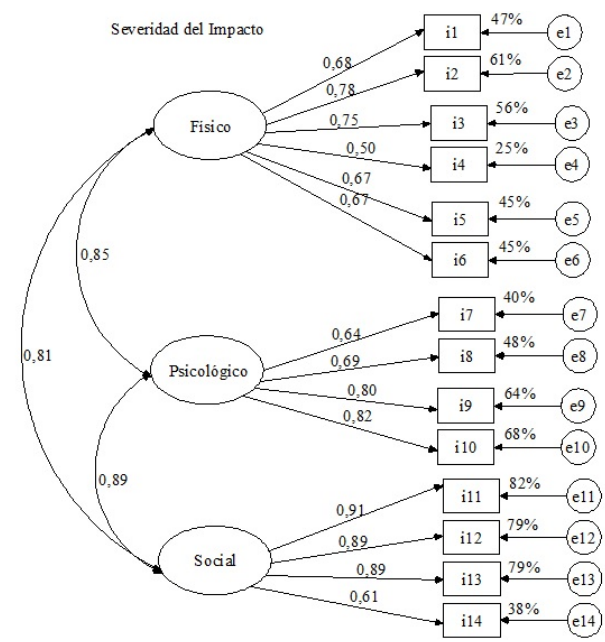 Severidad del Impacto
0,68 i1 47% e1
0,78 i2 61% e2
Físico 0,75 i3 56% e3
0,50 i4 25% e4
0,67 i5 45% e5
0,67 i6 45% e6
0,85
0,81
0,64 i7 40% e7
Psicológico 0,69 i8 48% e8
0,80 i9 64% e9
0,82 i10 68% e10
0,89
0,91 i11 82% e11
0,89 i12 79% e12
Social 0,89 i13 79% e13
0,61 i14 38% e14